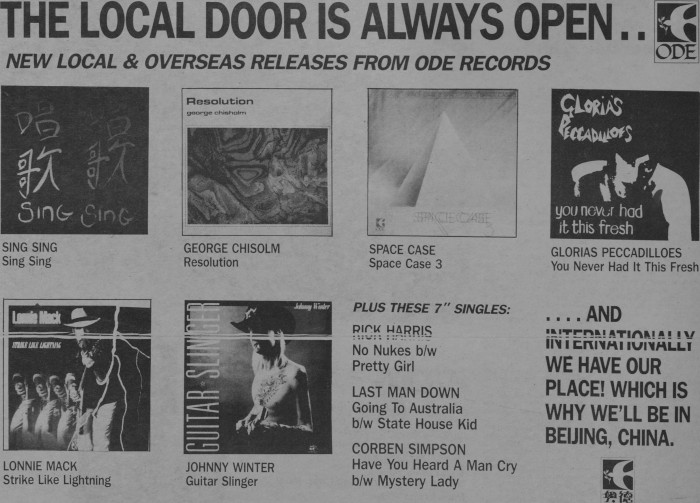 THE LOCAL DOOR IS ALWAYS OPEN . .
ODE
NEW LOCAL & OVERSEAS RELEASES FROM ODE RECORDS
唱 唱
歌 歌
Sing Sing
SING SING
Sing Sing
Resolution
george chisholm
GEORGE CHISOLM
Resolution
SPACE CASE
SPACE CASE
Space Case 3
GLORIA'S
PECCADILLOES
you never had
it this fresh
GLORIAS PECCADILLOES
You Never Had It This Fresh
Lonnie Mack
STRIKE LIKE LIGHTNING
LONNIE MACK
Strike Like Lightning
Johnny Winter
GUITAR SLINGER
JOHNNY WINTER
Guitar Slinger
PLUS THESE 7" SINGLES:
RICK HARRIS
No Nukes b/w
Pretty Girl
LAST MAN DOWN
Going To Australia
b/w State House Kid
CORBEN SIMPSON
Have You Heard A Man Cry
b/w Mystery Lady
. . . . AND
INTERNATIONALLY
WE HAVE OUR
PLACE! WHICH IS
WHY WE'LL BE IN
BEIJING, CHINA.